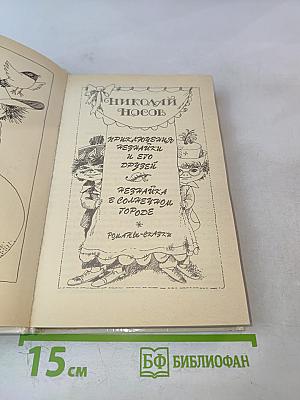 НИКОЛАЙ
НОСОВ
ПРИКЛЮЧЕНИЯ
НЕЗНАЙКИ И ЕГО
ДРУЗЕЙ
НЕЗНАЙКА
В СОЛНЕЧНОМ
ГОРОДЕ
*
РОМАНЫ-СКАЗКИ
15 см
БФ БИБЛИОФАН